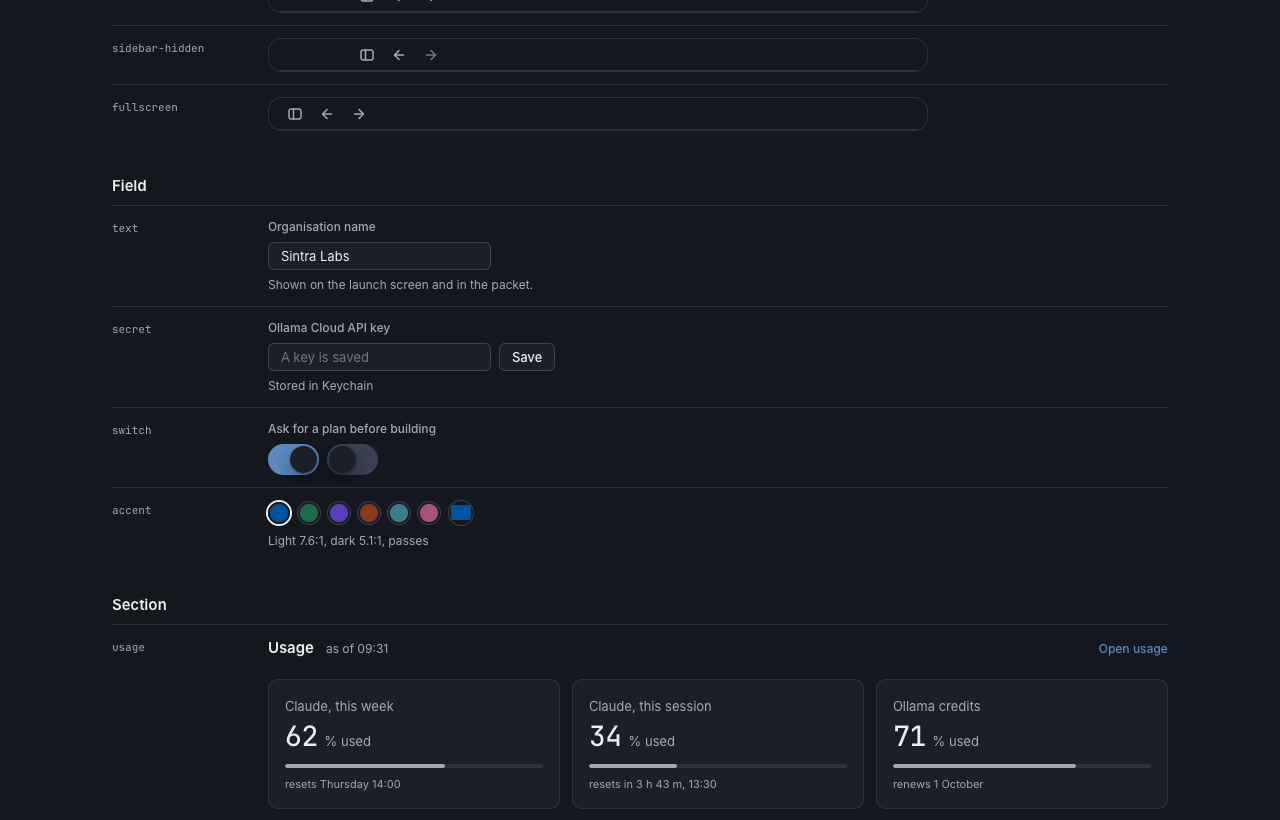 sidebar-hidden
fullscreen
Field
text
Organisation name
Sintra Labs
Shown on the launch screen and in the packet.
secret
Ollama Cloud API key
A key is saved
Save
Stored in Keychain
switch
Ask for a plan before building
accent
Light 7.6:1, dark 5.1:1, passes
Section
usage
Usage as of 09:31
Open usage
Claude, this week
62 % used
resets Thursday 14:00
Claude, this session
34 % used
resets in 3 h 43 m, 13:30
Ollama credits
71 % used
renews 1 October